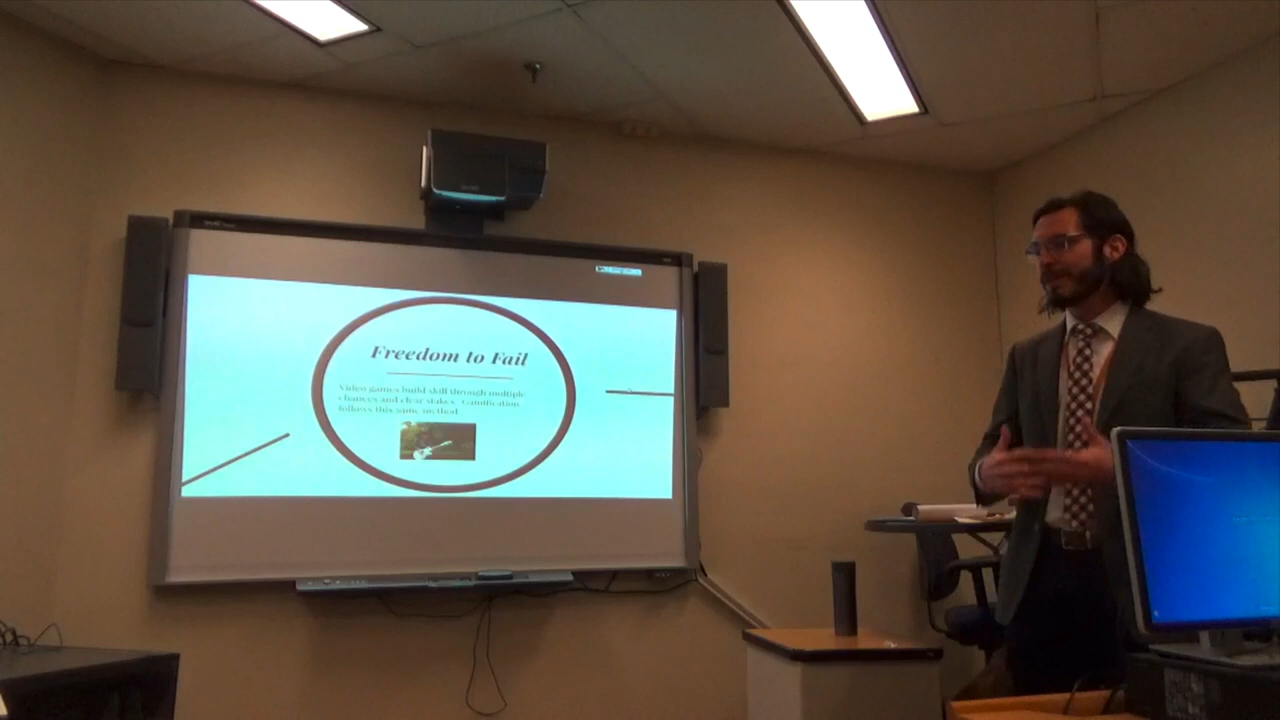 Freedom to Fail
Video games build skill through multiple
chances and clear stakes. Gamification
follows this same method.